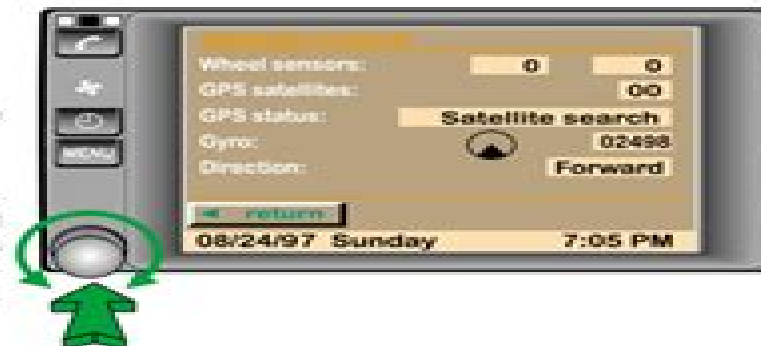 Wheel sensors: 0 0
GPS satellites: 00
GPS status: Satellite search
Gyro: 02498
Direction: Forward
MENU
return
08/24/97 Sunday 7:05 PM